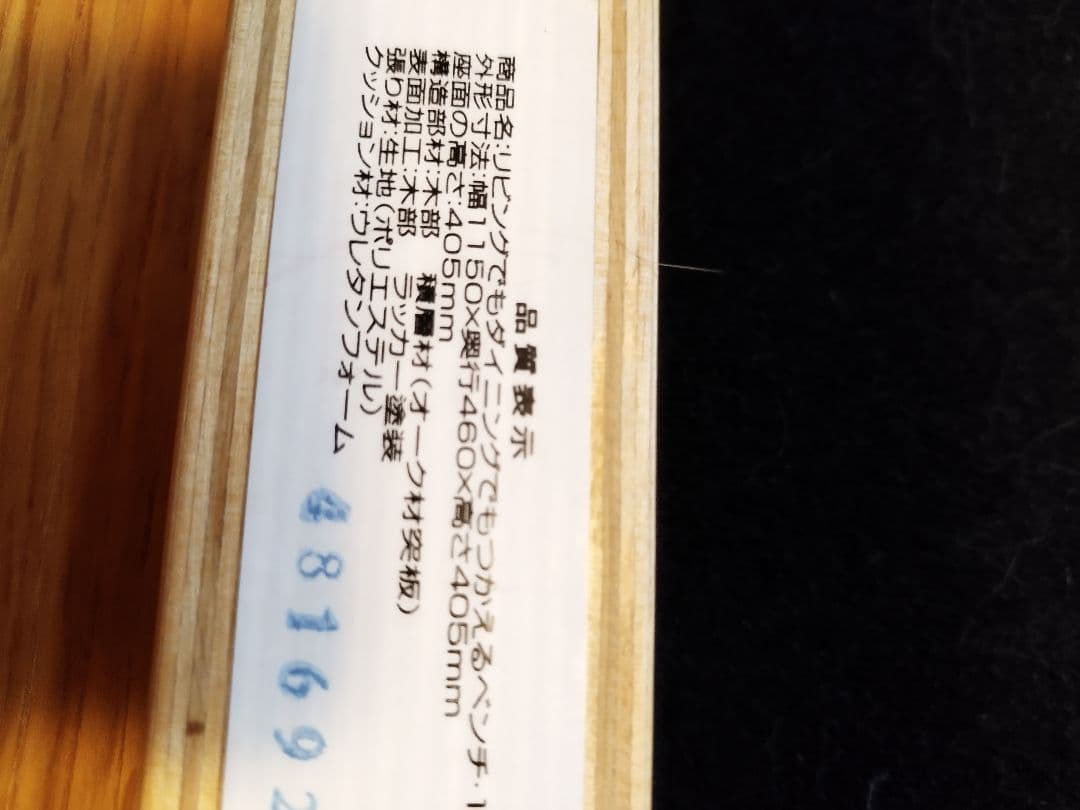 品質表示
商品名:リビングでもダイニングでもつかえるベンチ・1
外形寸法:幅1150×奥行460×高さ405mm
座面の高さ:405mm
構造部材:木部 積層材(オーク材突板)
表面加工:木部 ラッカー塗装
張り材:生地(ポリエステル)
クッション材:ウレタンフォーム
481692